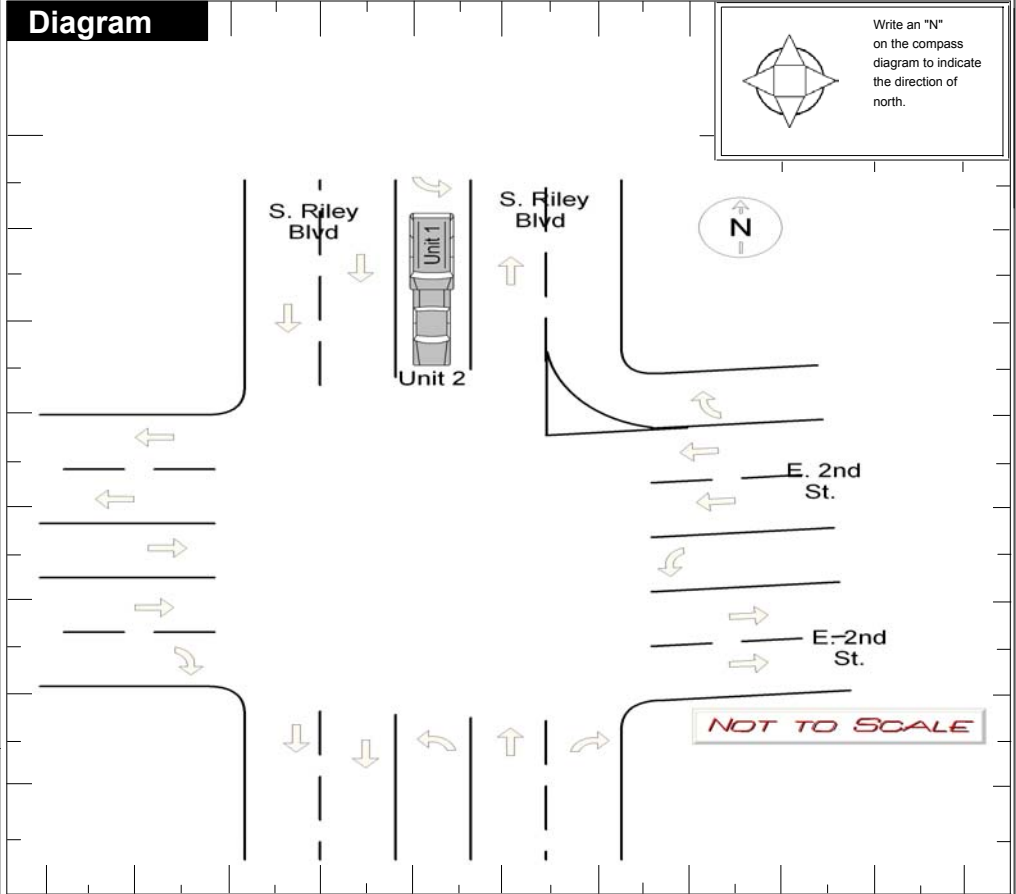 Diagram
Write an "N"
on the compass
diagram to indicate
the direction of
north.
S. Riley
Blvd
S. Riley
Blvd
N
Unit 1
Unit 2
E. 2nd
St.
E. 2nd
St.
NOT TO SCALE